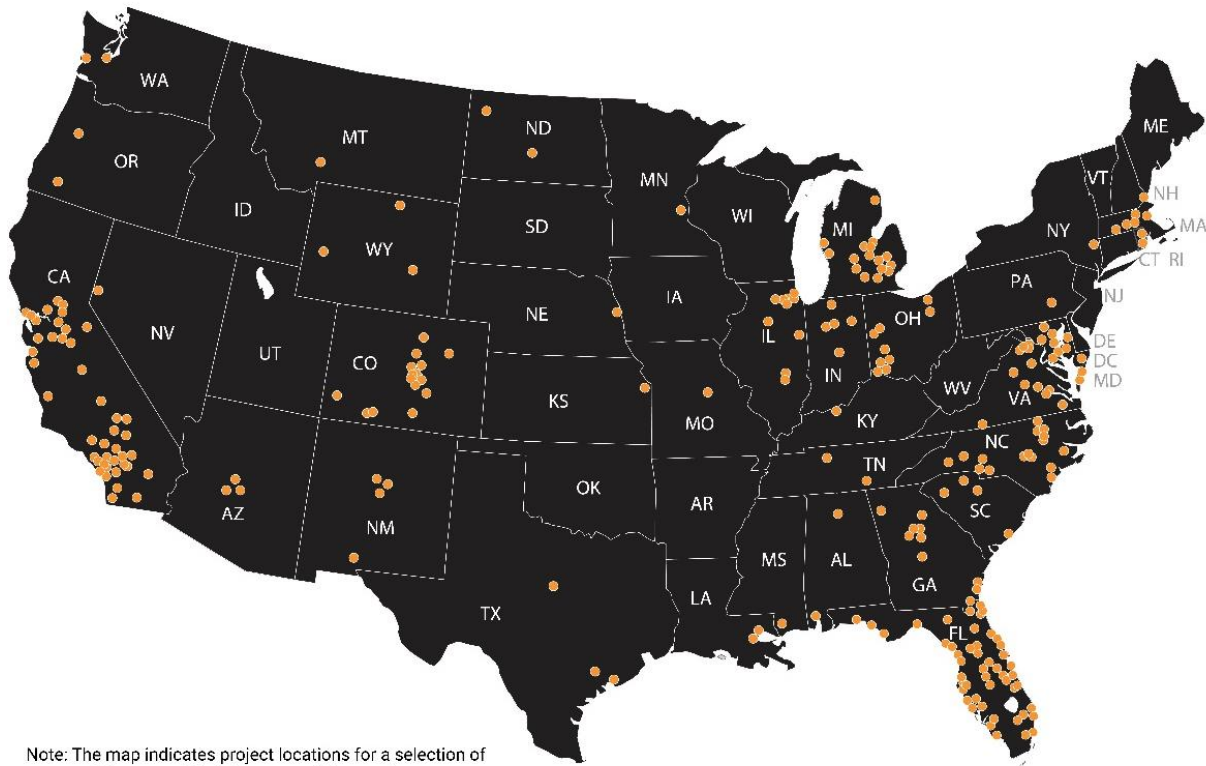 WA
MT
ND
MN
OR
ID
WY
SD
WI
MI
ME
VT
NH
NY
MA
CT RI
CA
NV
UT
CO
NE
IA
IL
IN
OH
PA
NJ
DE
DC
MD
WV
VA
KS
MO
KY
AZ
NM
OK
AR
TN
NC
SC
TX
LA
MS
AL
GA
FL
Note: The map indicates project locations for a selection of